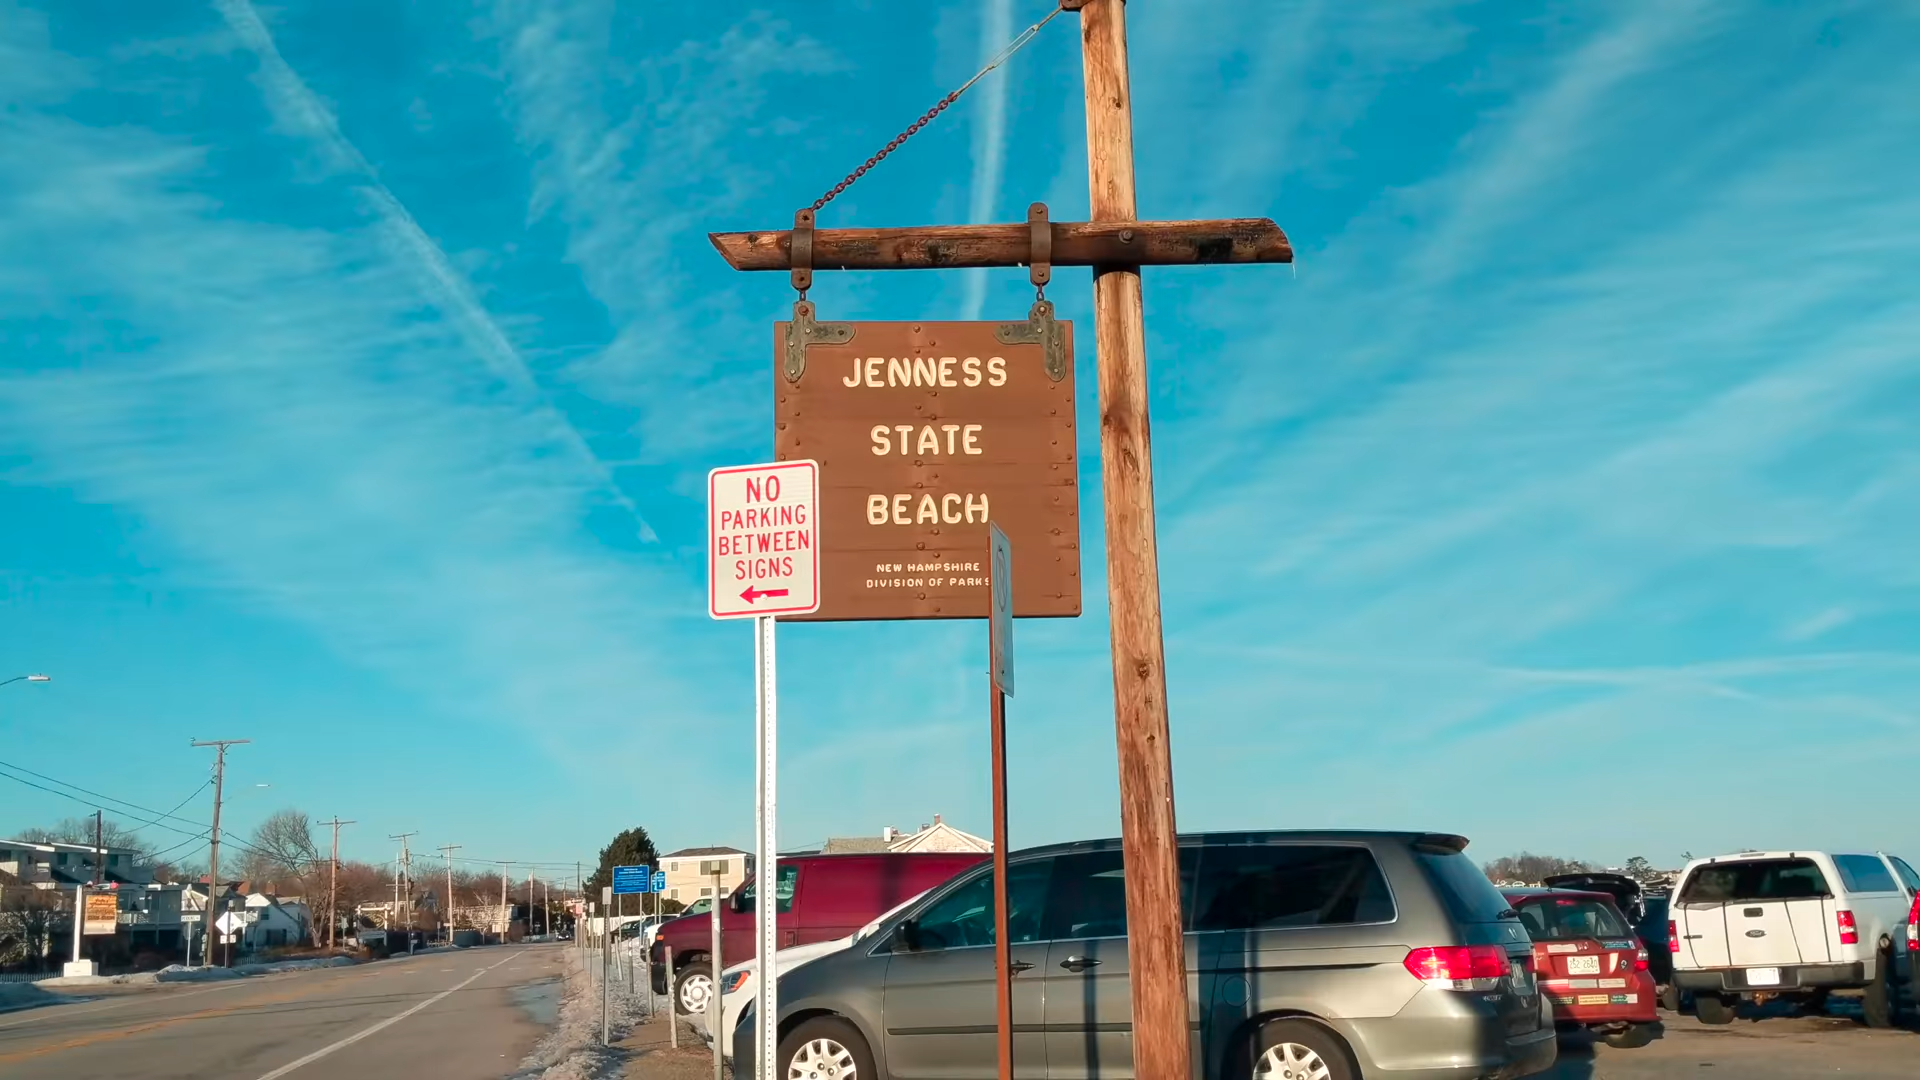 JENNESS
STATE
BEACH
NEW HAMPSHIRE
DIVISION OF PARKS
NO
PARKING
BETWEEN
SIGNS